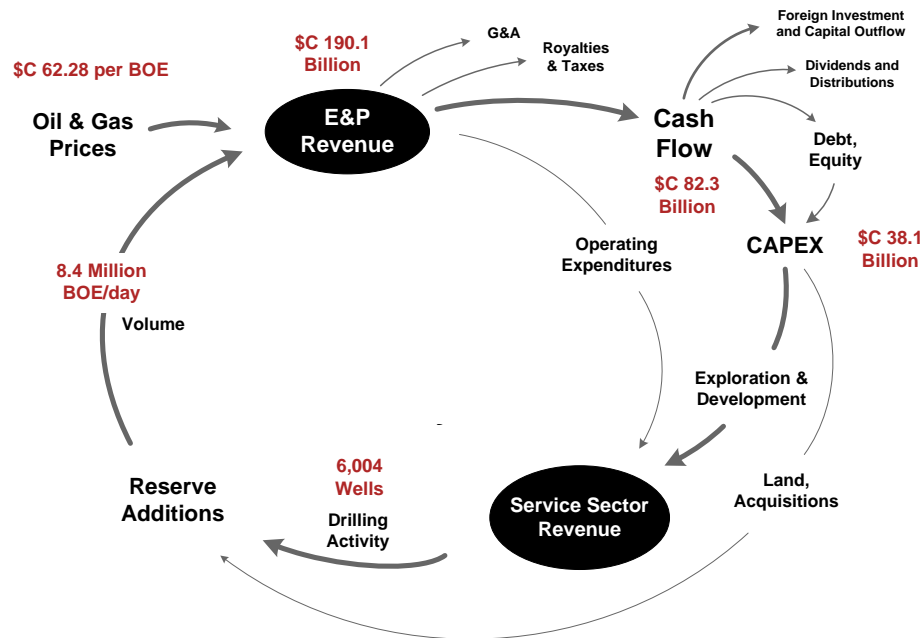 $C 62.28 per BOE
Oil & Gas
Prices
$C 190.1
Billion
E&P
Revenue
G&A
Royalties
& Taxes
Foreign Investment
and Capital Outflow
Dividends and
Distributions
Cash
Flow
Debt,
Equity
$C 82.3
Billion
CAPEX
$C 38.1
Billion
Operating
Expenditures
8.4 Million
BOE/day
Volume
Exploration &
Development
Reserve
Additions
6,004
Wells
Drilling
Activity
Service Sector
Revenue
Land,
Acquisitions